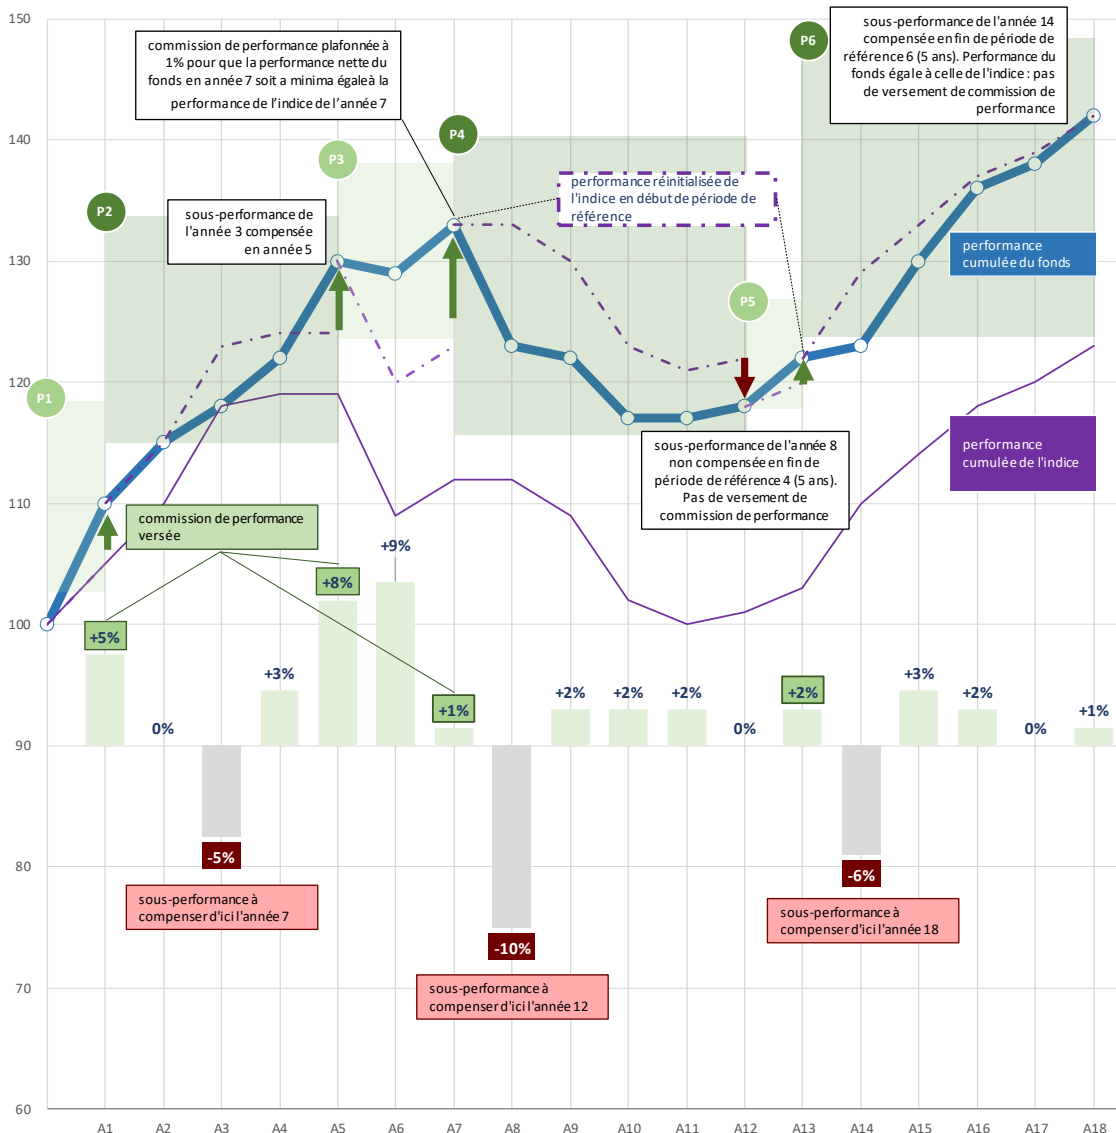 150
140
130
120
110
100
90
80
70
60
commission de performance plafonnée à
1% pour que la performance nette du
fonds en année 7 soit a minima égaleà la
performance de l’indice de l’année 7
P6
sous-performance de l'année 14
compensée en fin de période de
référence 6 (5 ans). Performance du
fonds égale à celle de l'indice : pas
de versement de commission de
performance
P4
P3
P2
sous-performance de
l'année 3 compensée
en année 5
performance réinitialisée de
l'indice en début de période de
référence
performance
cumulée du fonds
P5
P1
sous-performance de l'année 8
non compensée en fin de
période de référence 4 (5 ans).
Pas de versement de
commission de performance
performance
cumulée de l'indice
commission de performance
versée
+5%
0%
-5%
+3%
+8%
+9%
+1%
-10%
+2%
+2%
+2%
0%
+2%
-6%
+3%
+2%
0%
+1%
sous-performance à
compenser d'ici l'année 7
sous-performance à
compenser d'ici l'année 12
sous-performance à
compenser d'ici l'année 18
A1 A2 A3 A4 A5 A6 A7 A8 A9 A10 A11 A12 A13 A14 A15 A16 A17 A18